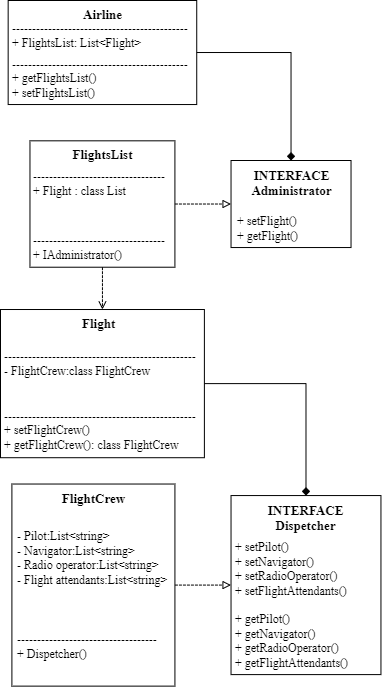 Airline
+ FlightsList: List<Flight>
+ getFlightsList()
+ setFlightsList()
FlightsList
+ Flight : class List
+ IAdministrator()
INTERFACE
Administrator
+ setFlight()
+ getFlight()
Flight
- FlightCrew:class FlightCrew
+ setFlightCrew()
+ getFlightCrew(): class FlightCrew
FlightCrew
- Pilot:List<string>
- Navigator:List<string>
- Radio operator:List<string>
- Flight attendants:List<string>
+ Dispetcher()
INTERFACE
Dispetcher
+ setPilot()
+ setNavigator()
+ setRadioOperator()
+ setFlightAttendants()
+ getPilot()
+ getNavigator()
+ getRadioOperator()
+ getFlightAttendants()